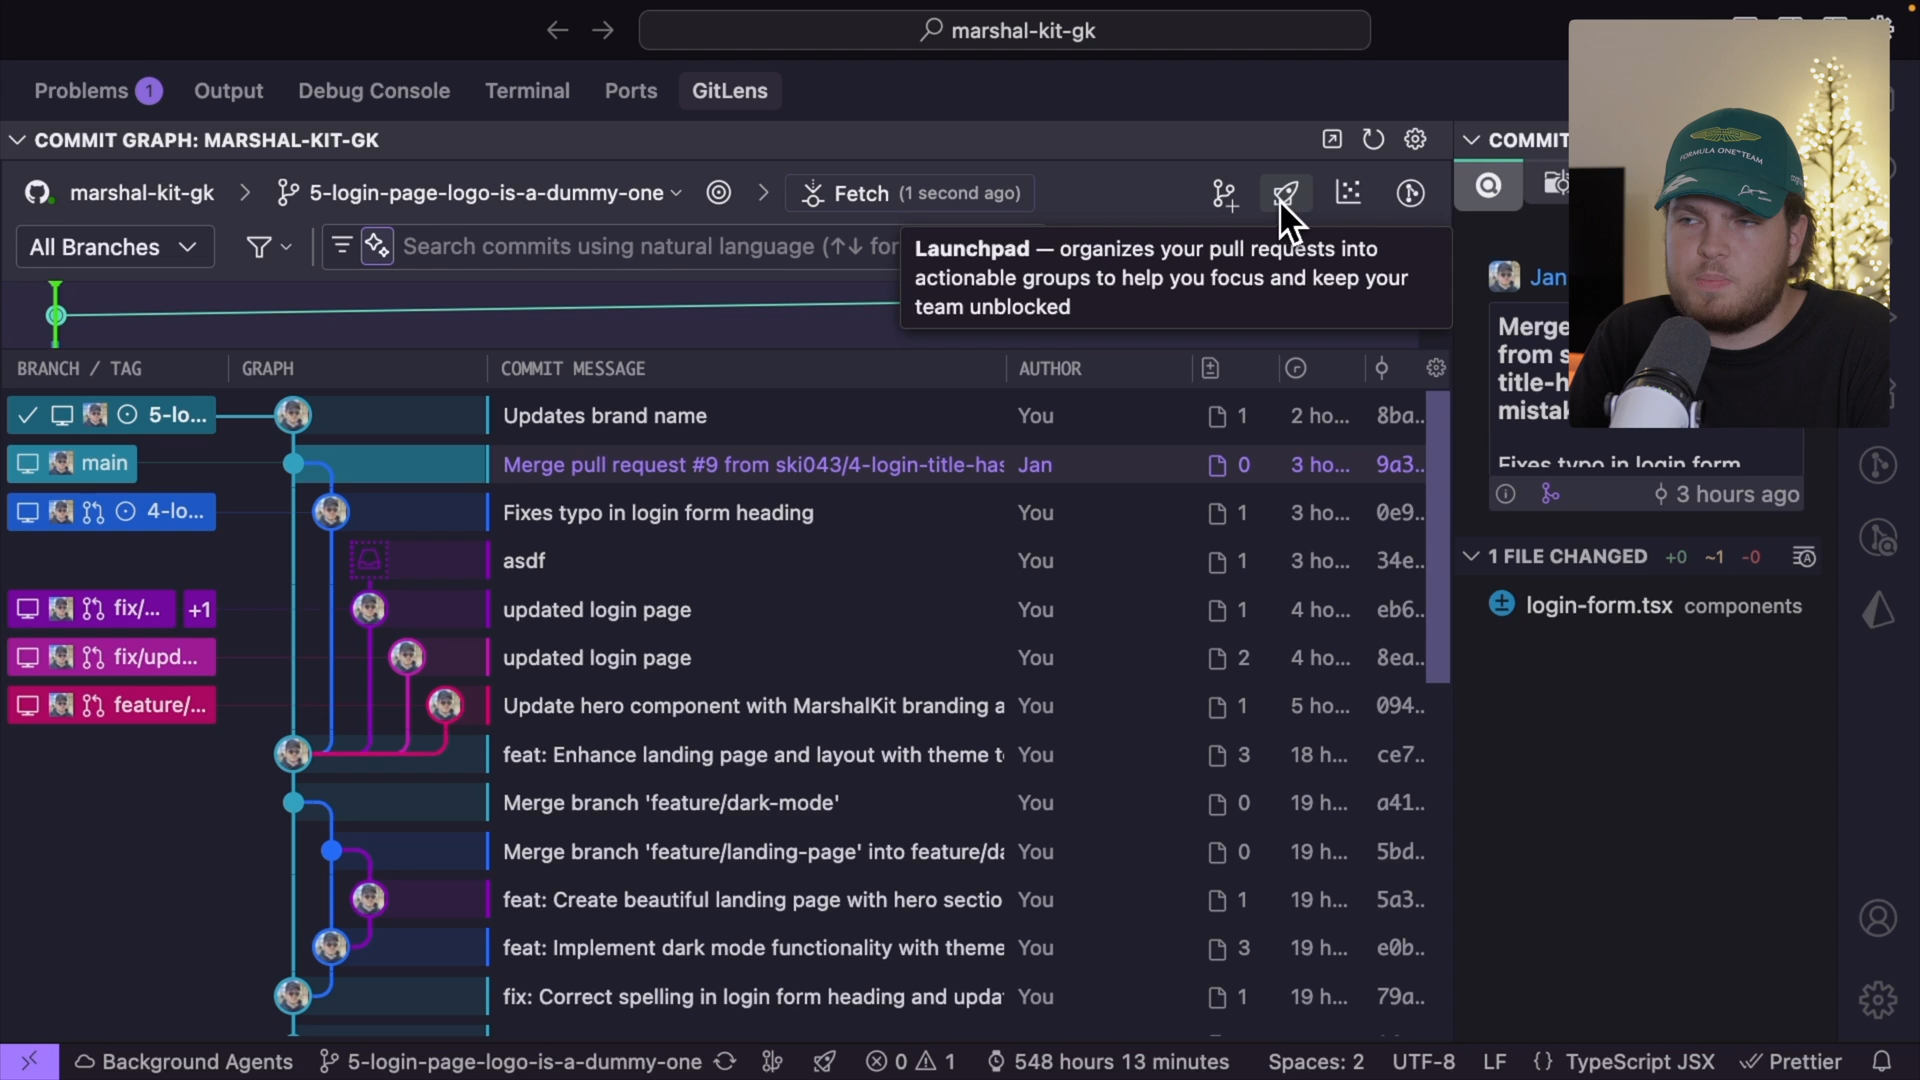 marshal-kit-gk
Problems 1 Output Debug Console Terminal Ports GitLens
COMMIT GRAPH: MARSHAL-KIT-GK
COMMIT
marshal-kit-gk 5-login-page-logo-is-a-dummy-one Fetch (1 second ago)
All Branches Search commits using natural language (↑↓ for
Launchpad — organizes your pull requests into
actionable groups to help you focus and keep your
team unblocked
FORMULA ONE™ TEAM
Jan
Merge
from s
title-h
mistak
Fixes typo in login form
3 hours ago
1 FILE CHANGED +0 ~1 -0
login-form.tsx components
BRANCH / TAG GRAPH COMMIT MESSAGE AUTHOR
5-lo... Updates brand name You 1 2 ho... 8ba..
main Merge pull request #9 from ski043/4-login-title-has Jan 0 3 ho... 9a3..
4-lo... Fixes typo in login form heading You 1 3 ho... 0e9..
asdf You 1 3 ho... 34e..
fix/... +1 updated login page You 1 4 ho... eb6..
fix/upd... updated login page You 2 4 ho... 8ea..
feature/... Update hero component with MarshalKit branding a You 1 5 ho... 094..
feat: Enhance landing page and layout with theme t You 3 18 h... ce7..
Merge branch 'feature/dark-mode' You 0 19 h... a41..
Merge branch 'feature/landing-page' into feature/da You 0 19 h... 5bd..
feat: Create beautiful landing page with hero sectio You 1 19 h... 5a3..
feat: Implement dark mode functionality with theme You 3 19 h... e0b..
fix: Correct spelling in login form heading and upda You 1 19 h... 79a..
Background Agents 5-login-page-logo-is-a-dummy-one 0 1 548 hours 13 minutes Spaces: 2 UTF-8 LF {} TypeScript JSX Prettier